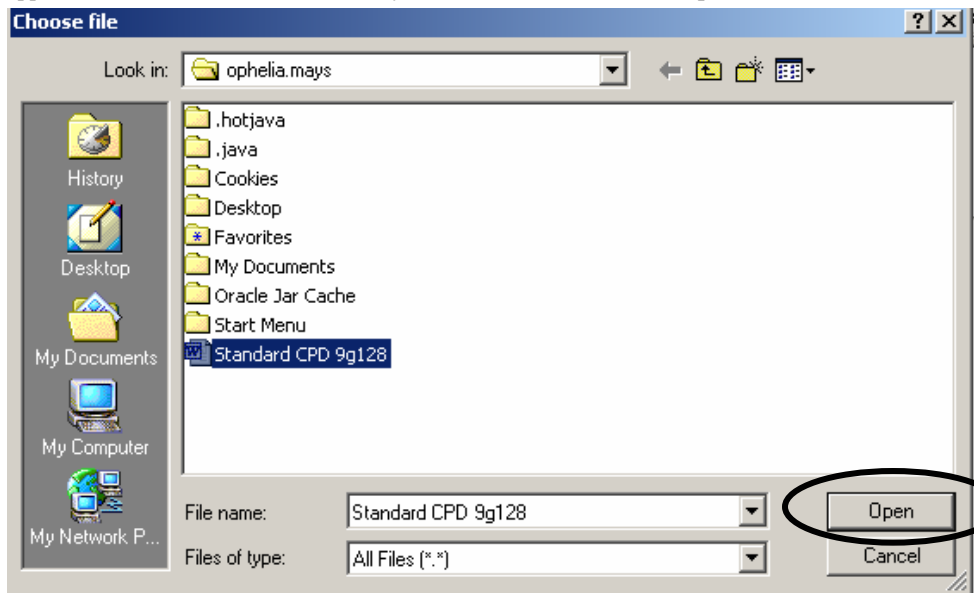 Choose file
Look in: ophelia.mays
.hotjava
.java
Cookies
Desktop
Favorites
My Documents
Oracle Jar Cache
Start Menu
Standard CPD 9g128
History
Desktop
My Documents
My Computer
My Network P...
File name: Standard CPD 9g128 Open
Files of type: All Files (*.*) Cancel